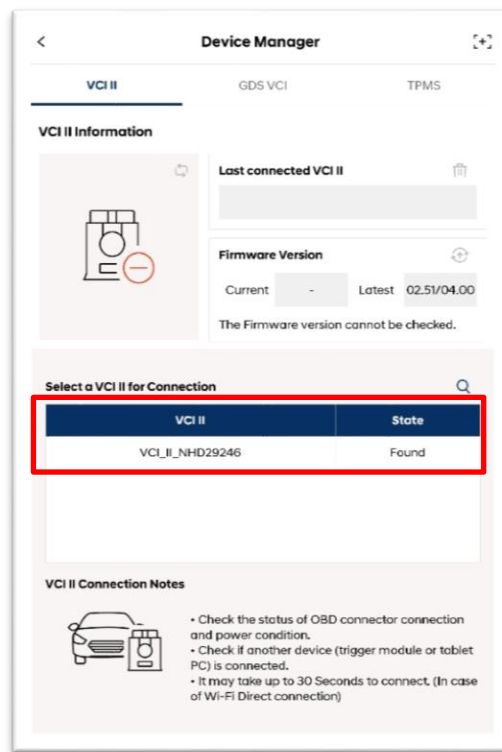 Device Manager
VCI II GDS VCI TPMS
VCI II Information
Last connected VCI II
Firmware Version
Current - Latest 02.51/04.00
The Firmware version cannot be checked.
Select a VCI II for Connection
VCI II State
VCI_II_NHD29246 Found
VCI II Connection Notes
• Check the status of OBD connector connection
and power condition.
• Check if another device (trigger module or tablet
PC) is connected.
• It may take up to 30 Seconds to connect. (In case
of Wi-Fi Direct connection)